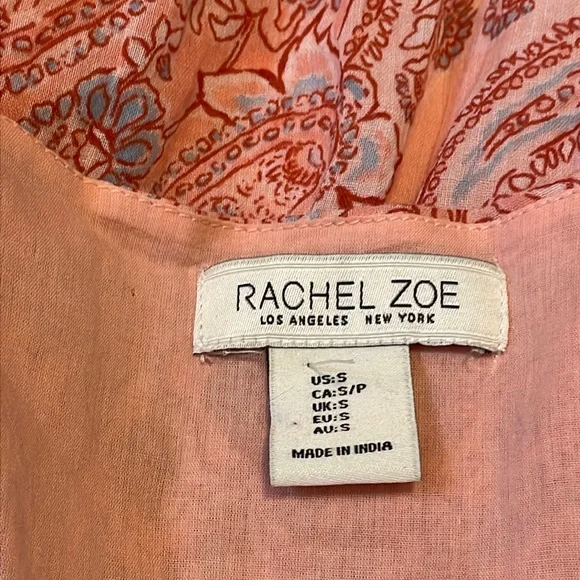 RACHEL ZOE
LOS ANGELES NEW YORK
US:S
CA:S/P
UK:S
EU:S
AU:S
MADE IN INDIA